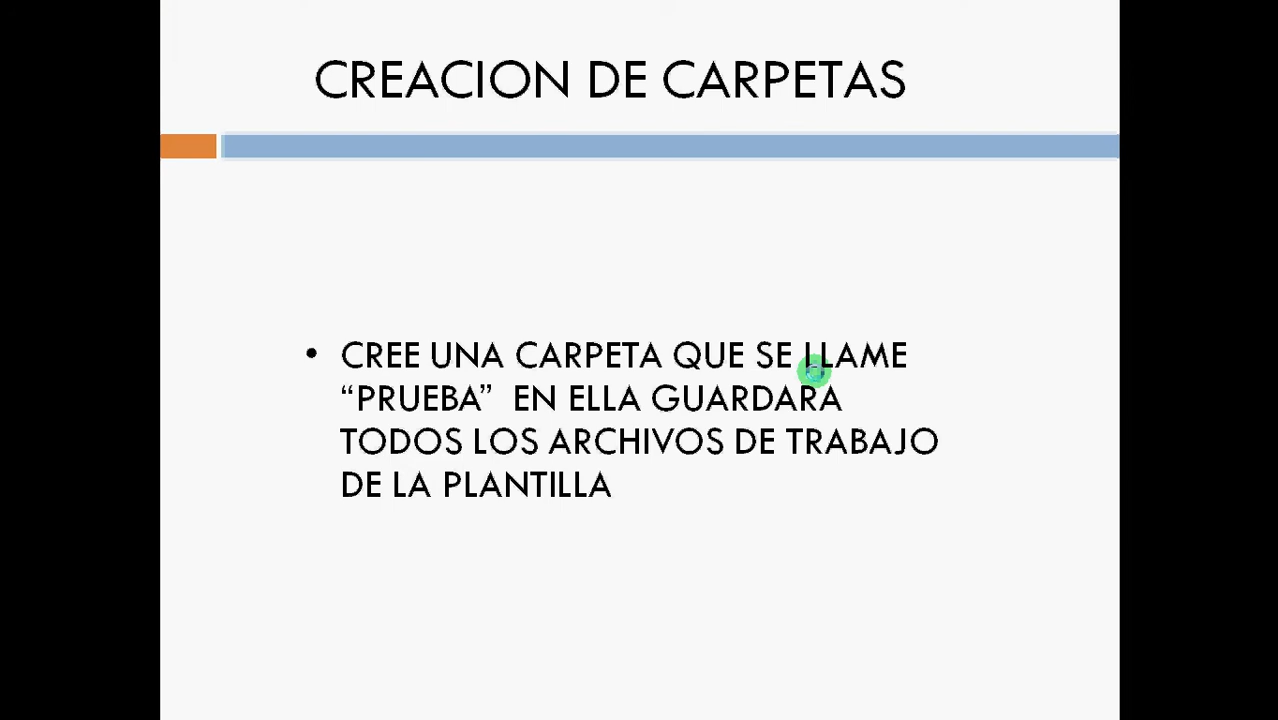 CREACION DE CARPETAS
• CREE UNA CARPETA QUE SE LLAME
“PRUEBA” EN ELLA GUARDARA
TODOS LOS ARCHIVOS DE TRABAJO
DE LA PLANTILLA